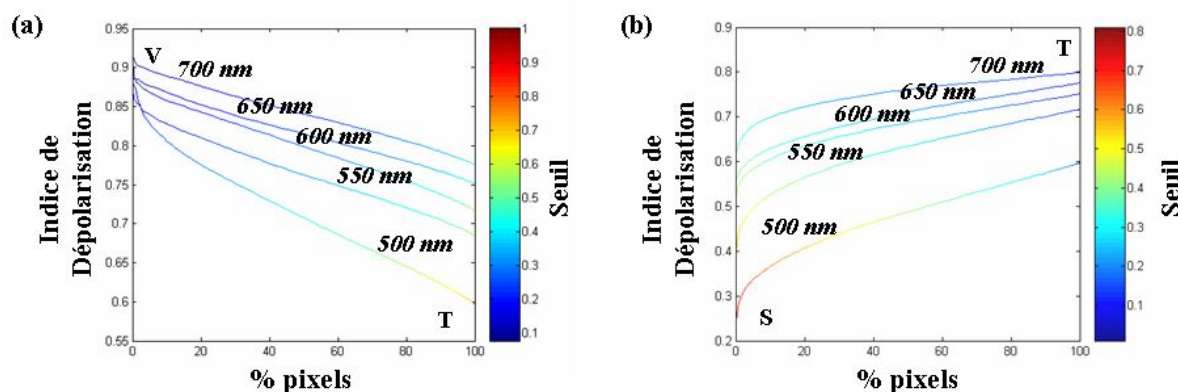 (a)
Indice de
Dépolarisation
0.95
0.9
0.85
0.8
0.75
0.7
0.65
0.6
0.55
V
700 nm
650 nm
600 nm
550 nm
500 nm
T
0
20
40
60
80
100
% pixels
1
0.9
0.8
0.7
0.6
0.5
0.4
0.3
0.2
0.1
Seuil
(b)
Indice de
Dépolarisation
0.9
0.8
0.7
0.6
0.5
0.4
0.3
0.2
T
700 nm
650 nm
600 nm
550 nm
500 nm
S
0
20
40
60
80
100
% pixels
0.8
0.7
0.6
0.5
0.4
0.3
0.2
0.1
Seuil